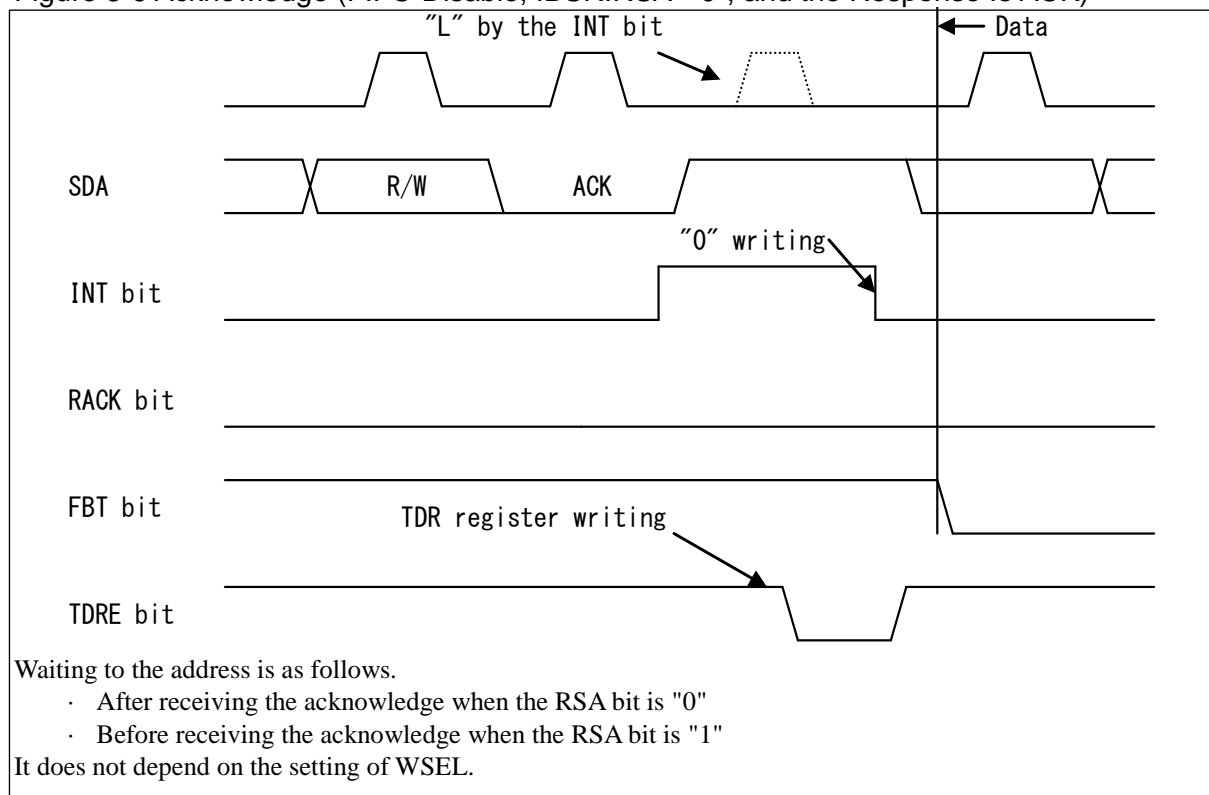 "L" by the INT bit
Data
SDA
R/W
ACK
"0" writing
INT bit
RACK bit
FBT bit
TDR register writing
TDRE bit
Waiting to the address is as follows.
· After receiving the acknowledge when the RSA bit is "0"
· Before receiving the acknowledge when the RSA bit is "1"
It does not depend on the setting of WSEL.